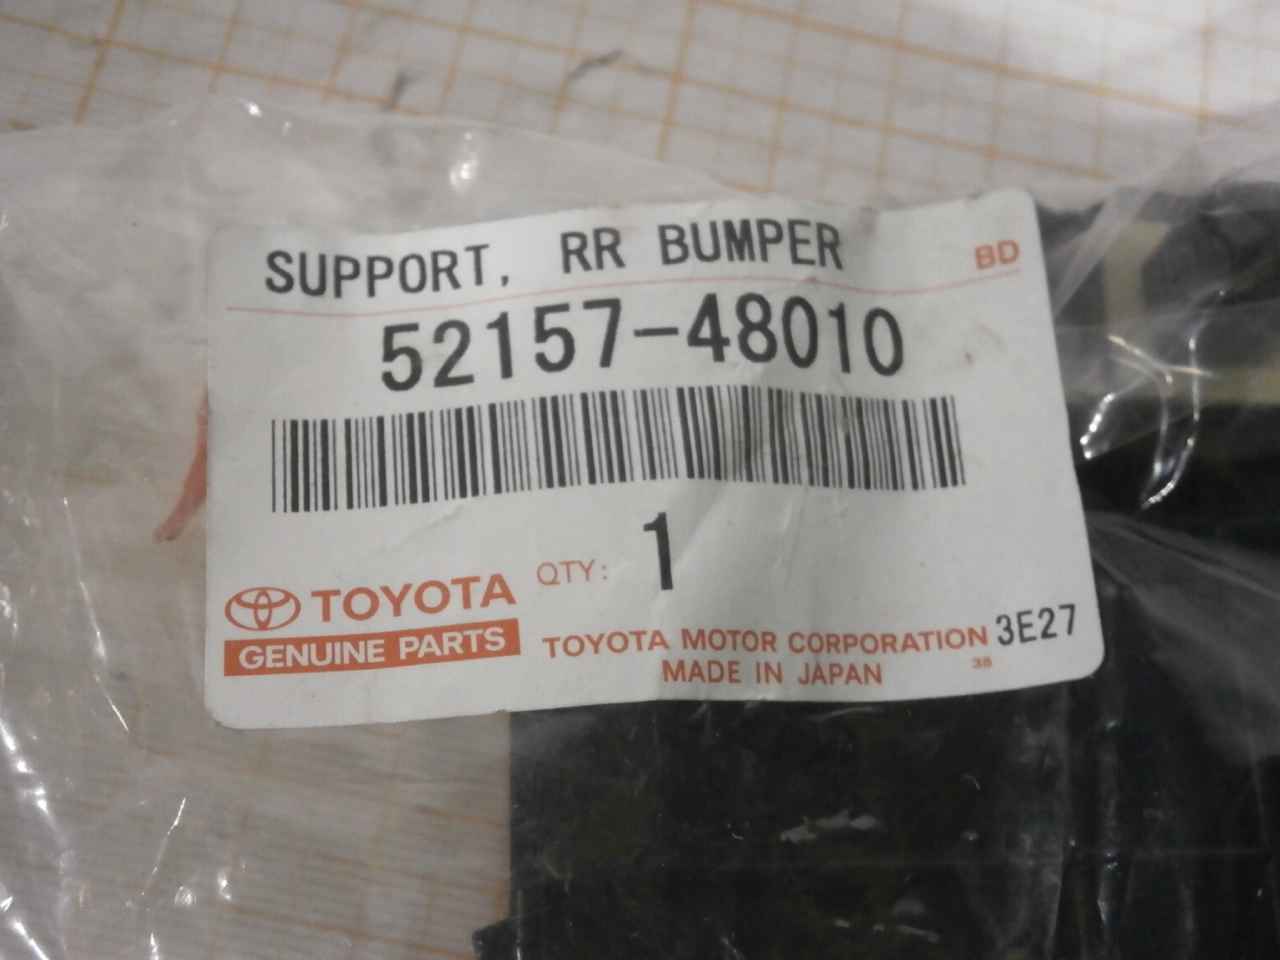 SUPPORT, RR BUMPER
BD
52157-48010
QTY: 1
TOYOTA
GENUINE PARTS
TOYOTA MOTOR CORPORATION 3E27
MADE IN JAPAN
38